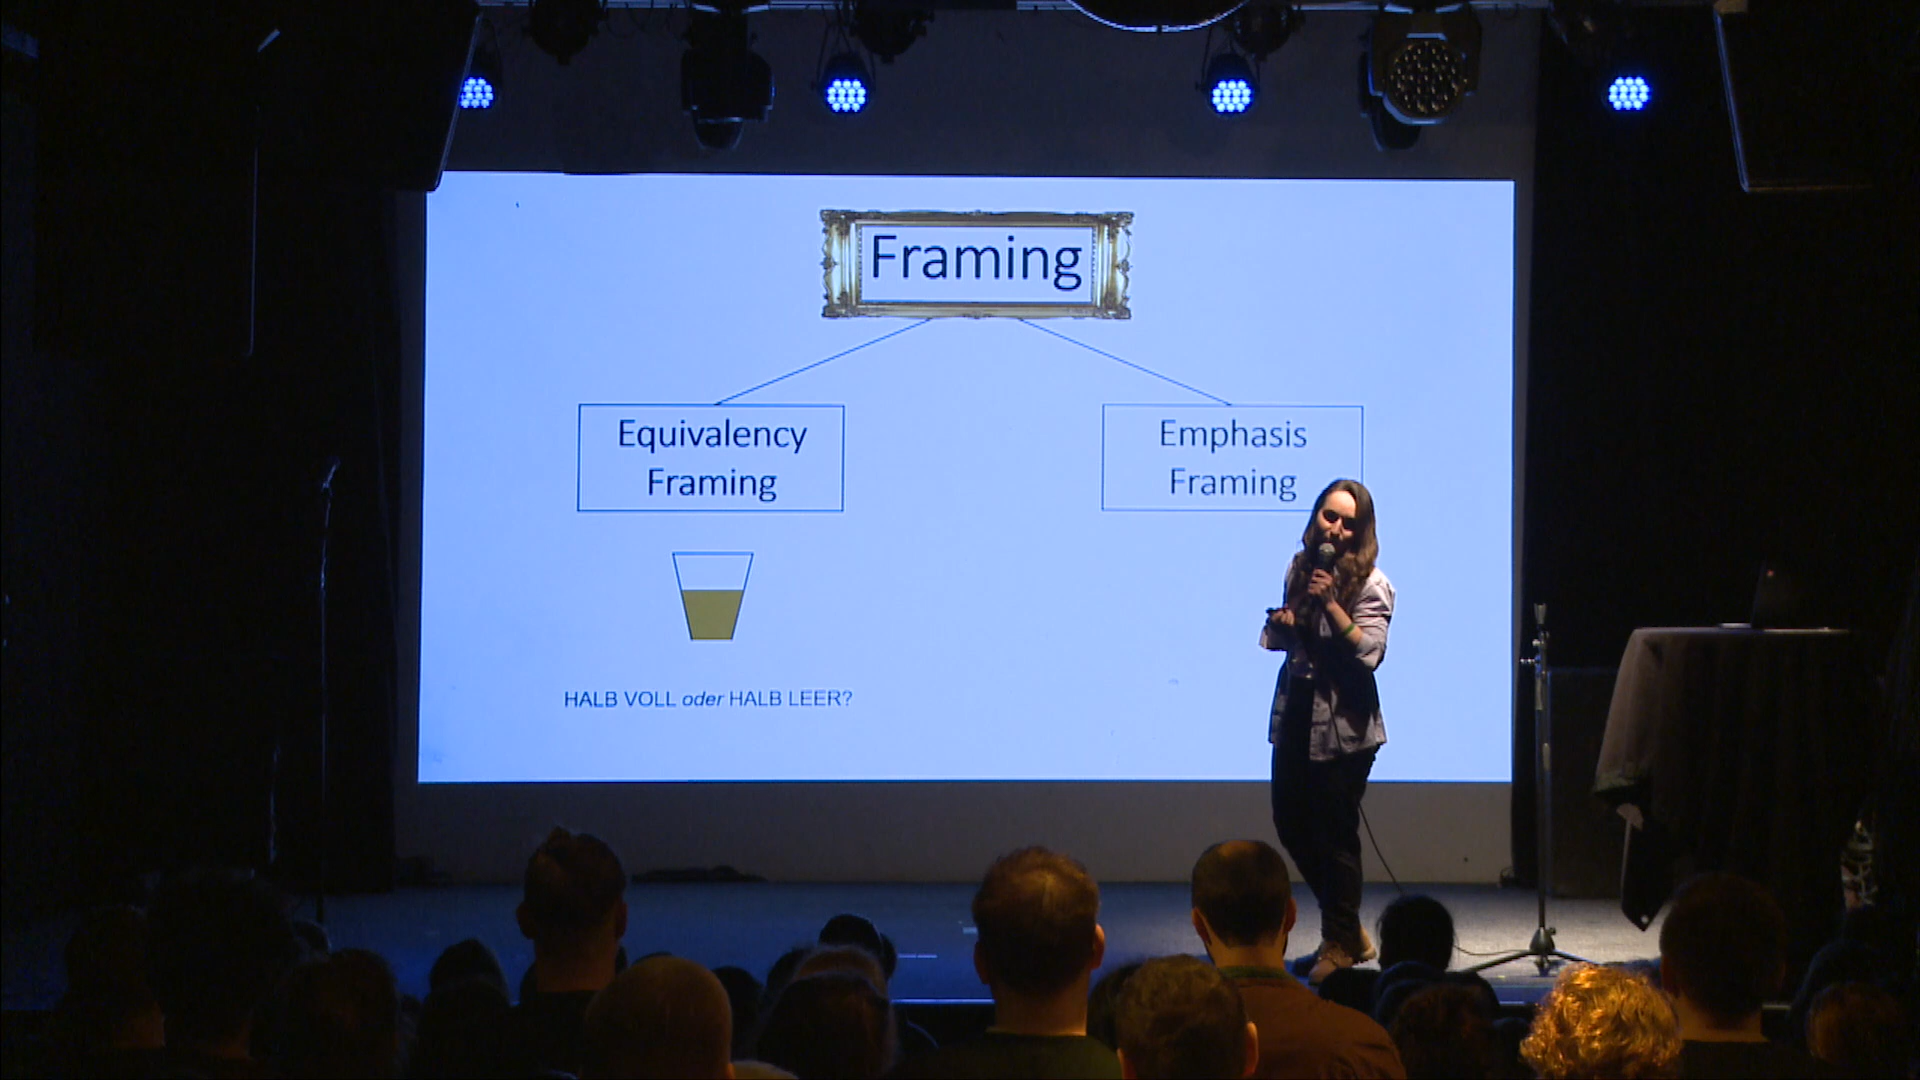 Framing
Equivalency
Framing
Emphasis
Framing
HALB VOLL oder HALB LEER?